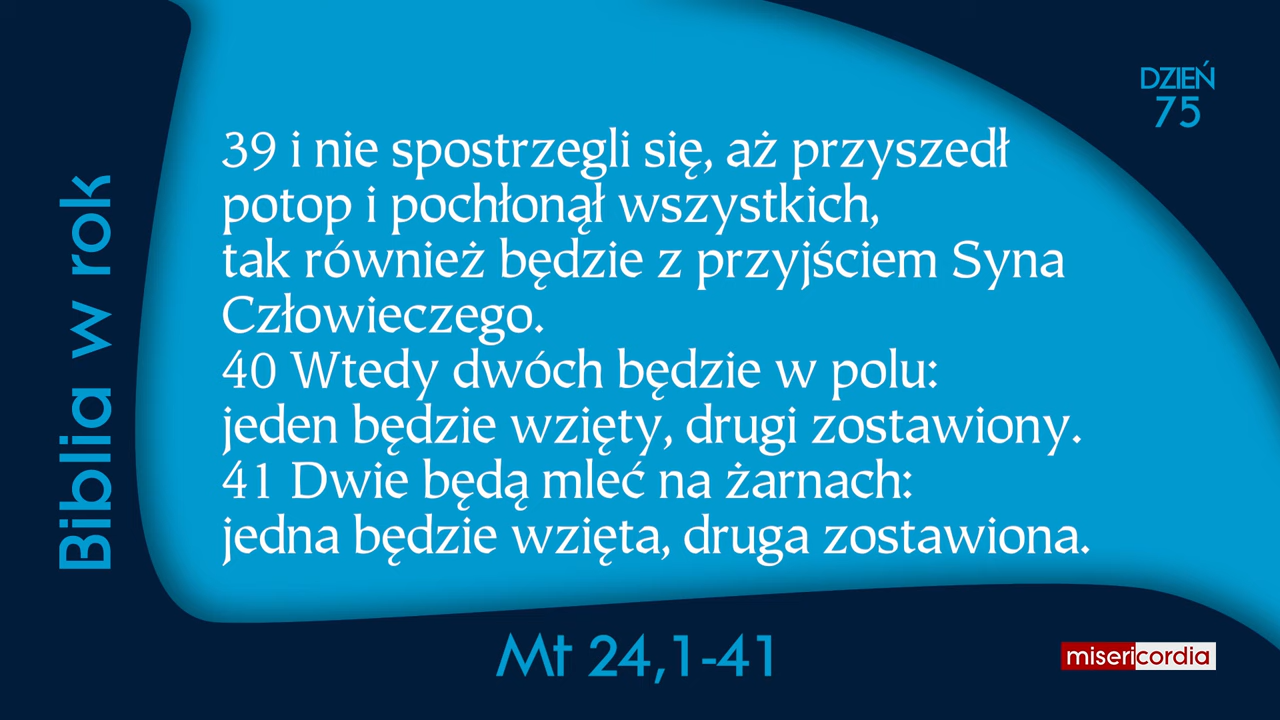 DZIEŃ
75
Biblia w rok
39 i nie spostrzegli się, aż przyszedł
potop i pochłonął wszystkich,
tak również będzie z przyjściem Syna
Człowieczego.
40 Wtedy dwóch będzie w polu:
jeden będzie wzięty, drugi zostawiony.
41 Dwie będą mleć na żarnach:
jedna będzie wzięta, druga zostawiona.
Mt 24,1-41
misericordia